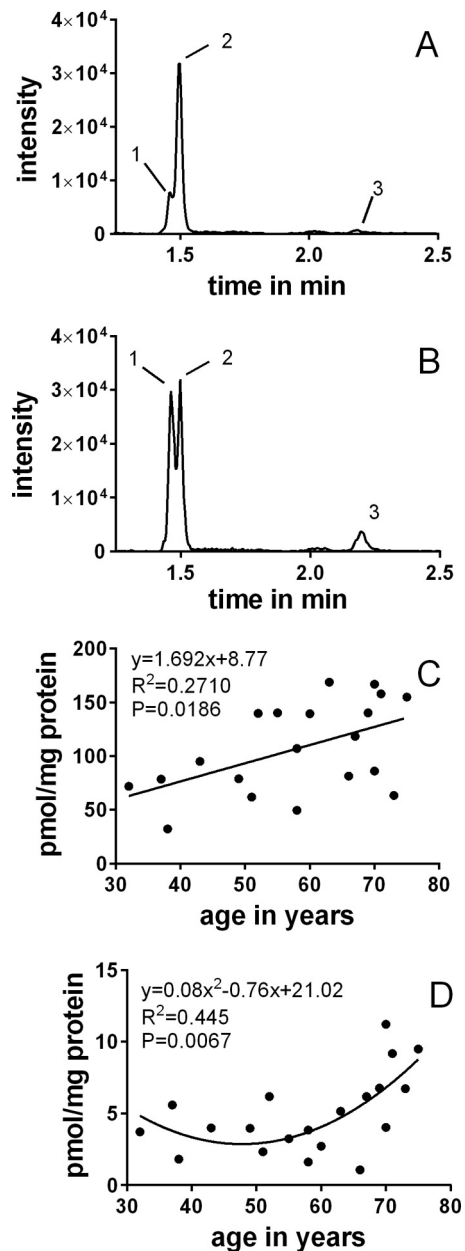 A
4×10⁴
3×10⁴
2×10⁴
1×10⁴
0
intensity
1
2
3
1.5
2.0
2.5
time in min
B
4×10⁴
3×10⁴
2×10⁴
1×10⁴
0
intensity
1
2
3
1.5
2.0
2.5
time in min
C
y=1.692x+8.77
R²=0.2710
P=0.0186
200
150
100
50
0
pmol/mg protein
30 40 50 60 70 80
age in years
D
y=0.08x²-0.76x+21.02
R²=0.445
P=0.0067
15
10
5
0
pmol/mg protein
30 40 50 60 70 80
age in years